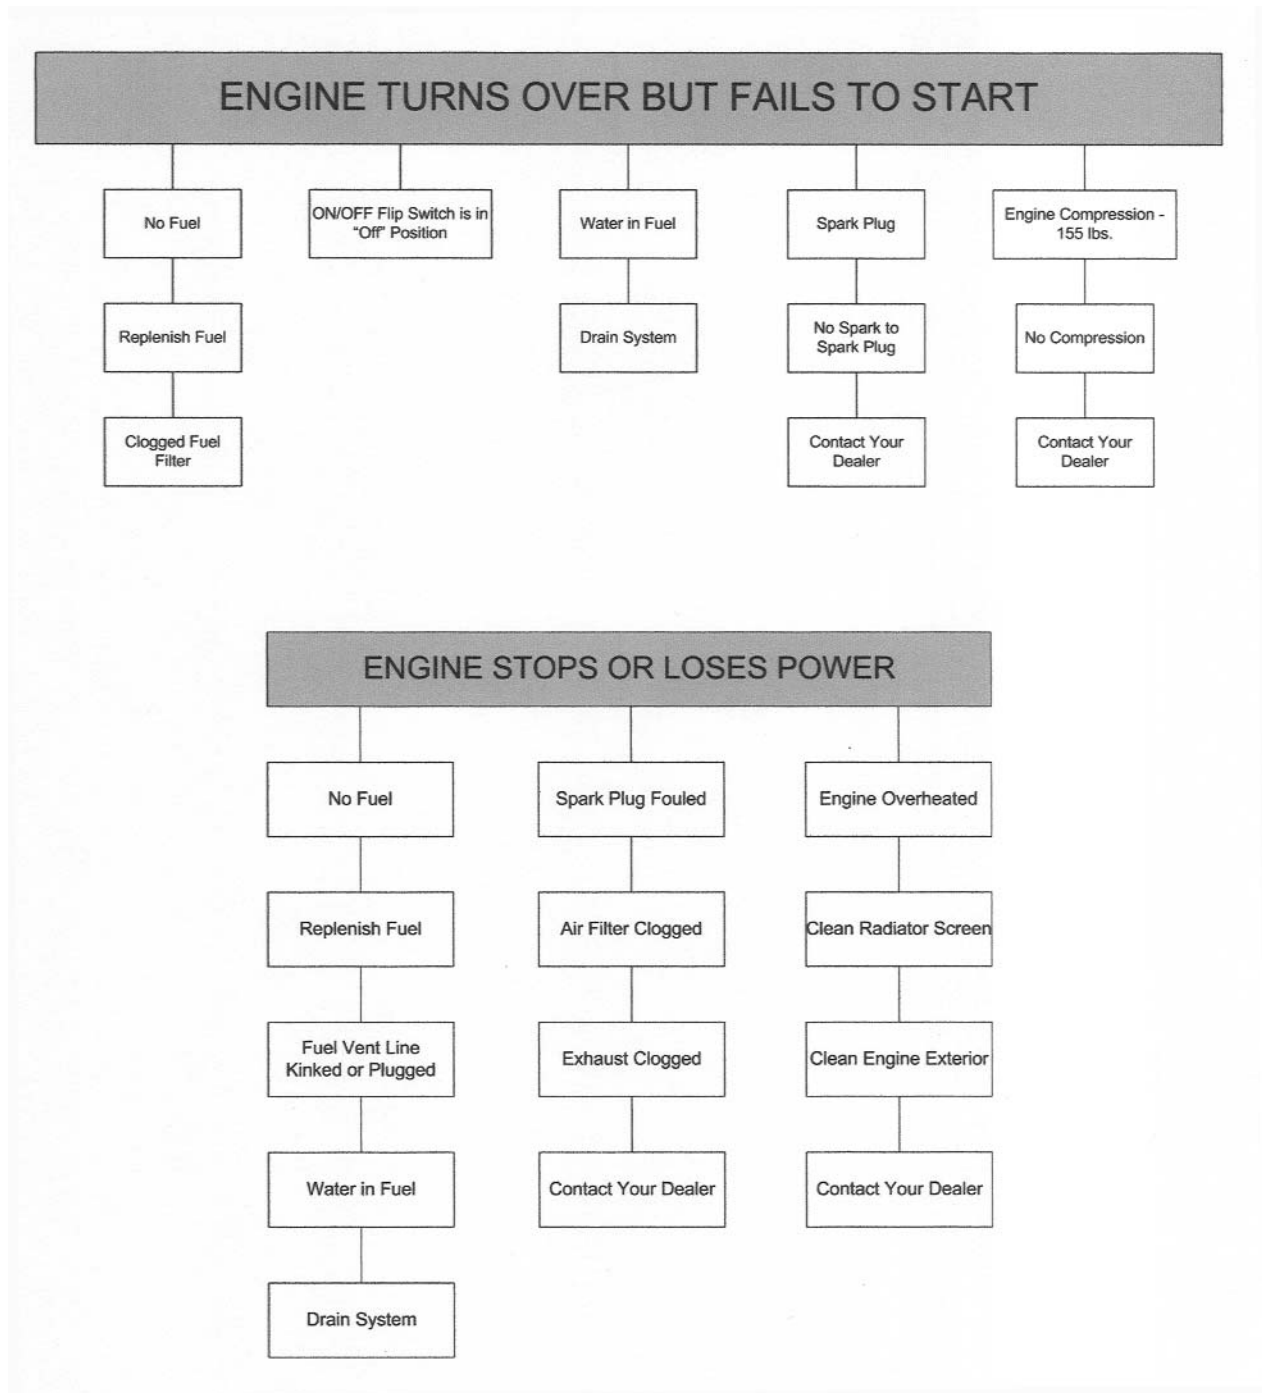 ENGINE TURNS OVER BUT FAILS TO START
No Fuel
Replenish Fuel
Clogged Fuel
Filter
ON/OFF Flip Switch is in
"Off" Position
Water in Fuel
Drain System
Spark Plug
No Spark to
Spark Plug
Contact Your
Dealer
Engine Compression -
155 lbs.
No Compression
Contact Your
Dealer
ENGINE STOPS OR LOSES POWER
No Fuel
Replenish Fuel
Fuel Vent Line
Kinked or Plugged
Water in Fuel
Drain System
Spark Plug Fouled
Air Filter Clogged
Exhaust Clogged
Contact Your Dealer
Engine Overheated
Clean Radiator Screen
Clean Engine Exterior
Contact Your Dealer